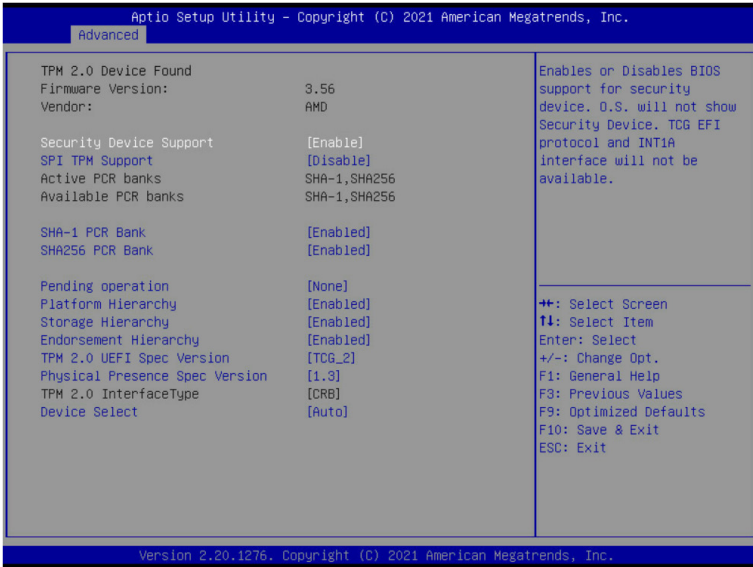 Aptio Setup Utility – Copyright (C) 2021 American Megatrends, Inc.
Advanced
TPM 2.0 Device Found
Firmware Version: 3.56
Vendor: AMD
Security Device Support [Enable]
SPI TPM Support [Disable]
Active PCR banks SHA-1,SHA256
Available PCR banks SHA-1,SHA256
SHA-1 PCR Bank [Enabled]
SHA256 PCR Bank [Enabled]
Pending operation [None]
Platform Hierarchy [Enabled]
Storage Hierarchy [Enabled]
Endorsement Hierarchy [Enabled]
TPM 2.0 UEFI Spec Version [TCG_2]
Physical Presence Spec Version [1.3]
TPM 2.0 InterfaceType [CRB]
Device Select [Auto]
Enables or Disables BIOS
support for security
device. O.S. will not show
Security Device. TCG EFI
protocol and INT1A
interface will not be
available.
→←: Select Screen
↑↓: Select Item
Enter: Select
+/-: Change Opt.
F1: General Help
F3: Previous Values
F9: Optimized Defaults
F10: Save & Exit
ESC: Exit
Version 2.20.1276. Copyright (C) 2021 American Megatrends, Inc.